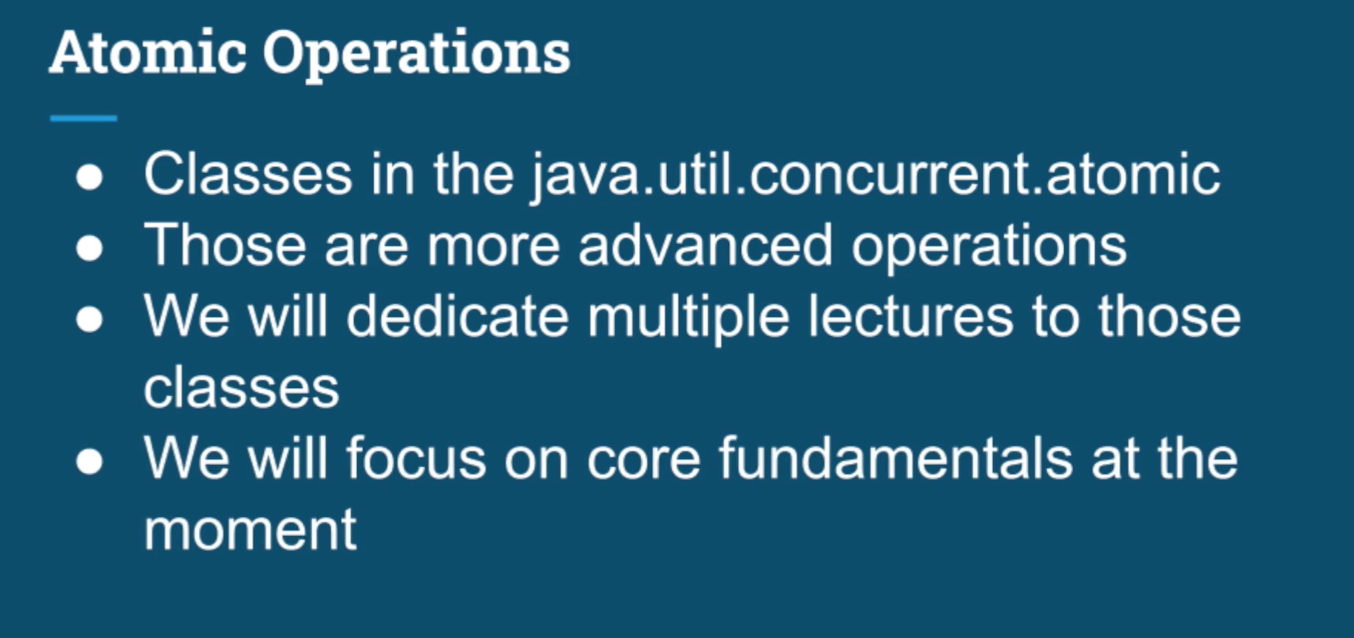 Atomic Operations
● Classes in the java.util.concurrent.atomic
● Those are more advanced operations
● We will dedicate multiple lectures to those
classes
● We will focus on core fundamentals at the
moment